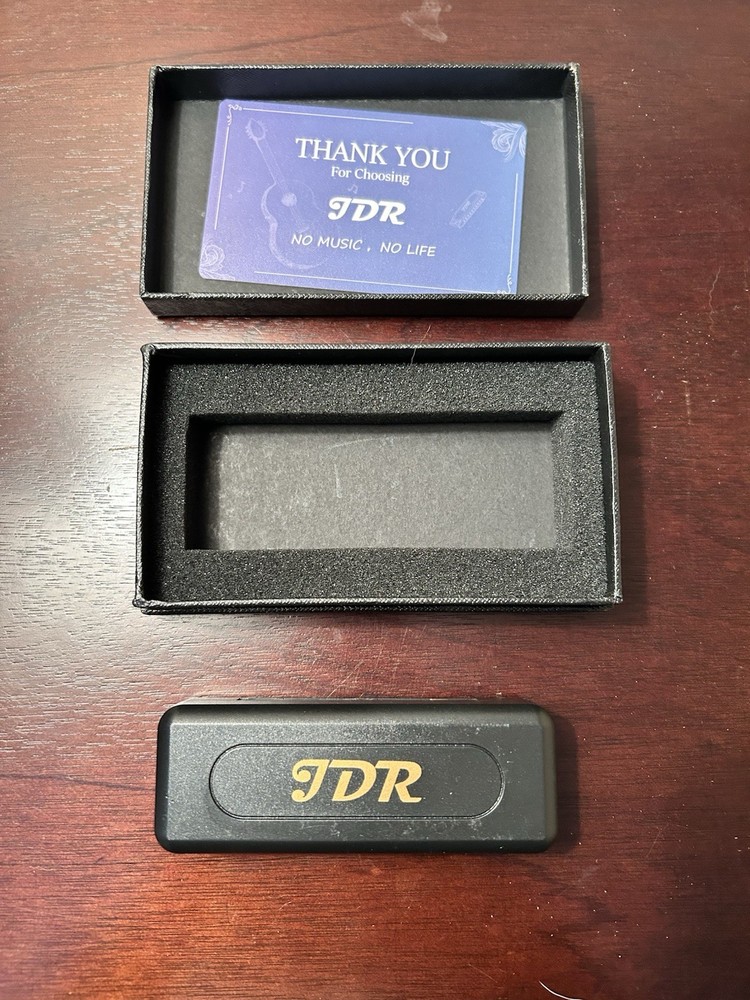 THANK YOU
For Choosing
JDR
NO MUSIC , NO LIFE
JDR